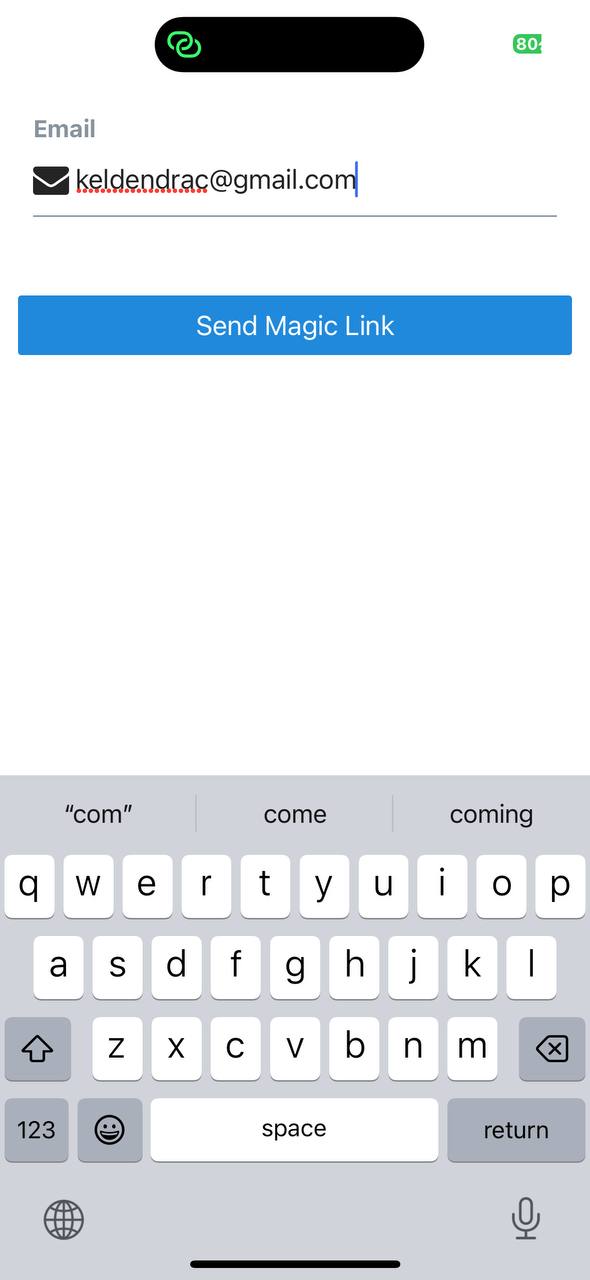 80
Email
keldendrac@gmail.com
Send Magic Link
“com” come coming
q w e r t y u i o p
a s d f g h j k l
z x c v b n m
123 space return